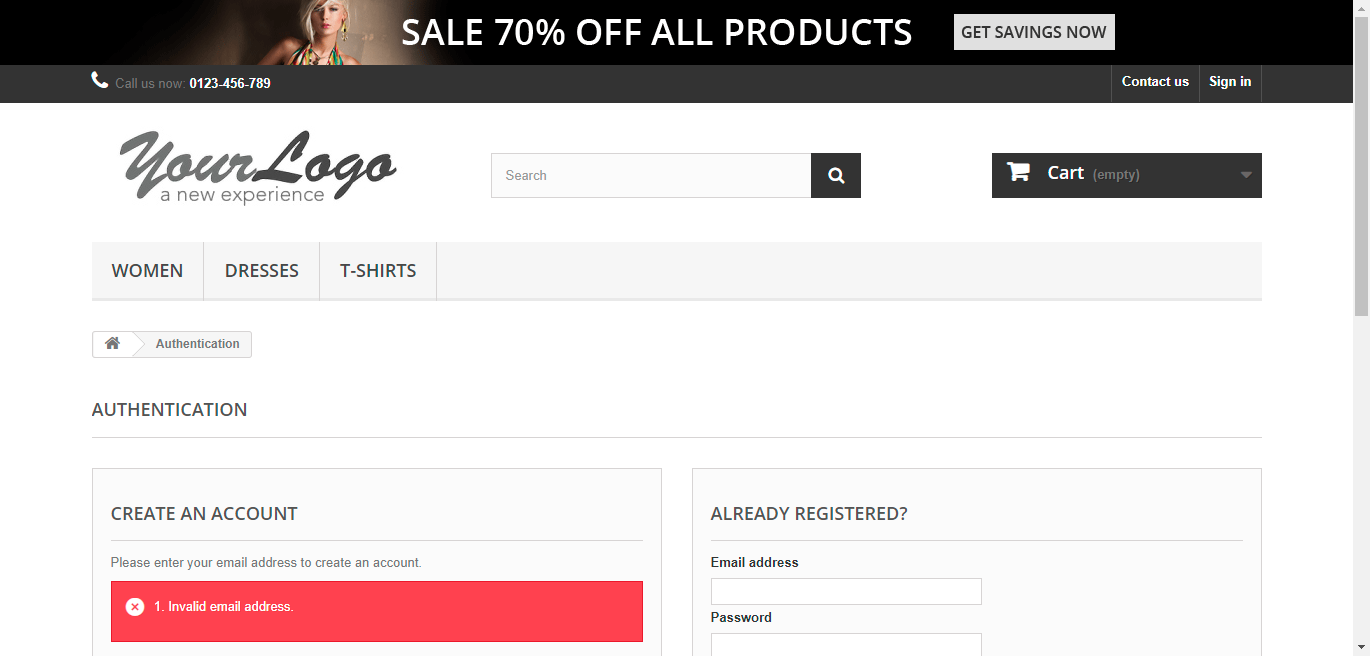 SALE 70% OFF ALL PRODUCTS
GET SAVINGS NOW
Call us now: 0123-456-789
Contact us
Sign in
YourLogo
a new experience
Search
Cart (empty)
WOMEN
DRESSES
T-SHIRTS
Authentication
AUTHENTICATION
CREATE AN ACCOUNT
Please enter your email address to create an account.
1. Invalid email address.
ALREADY REGISTERED?
Email address
Password